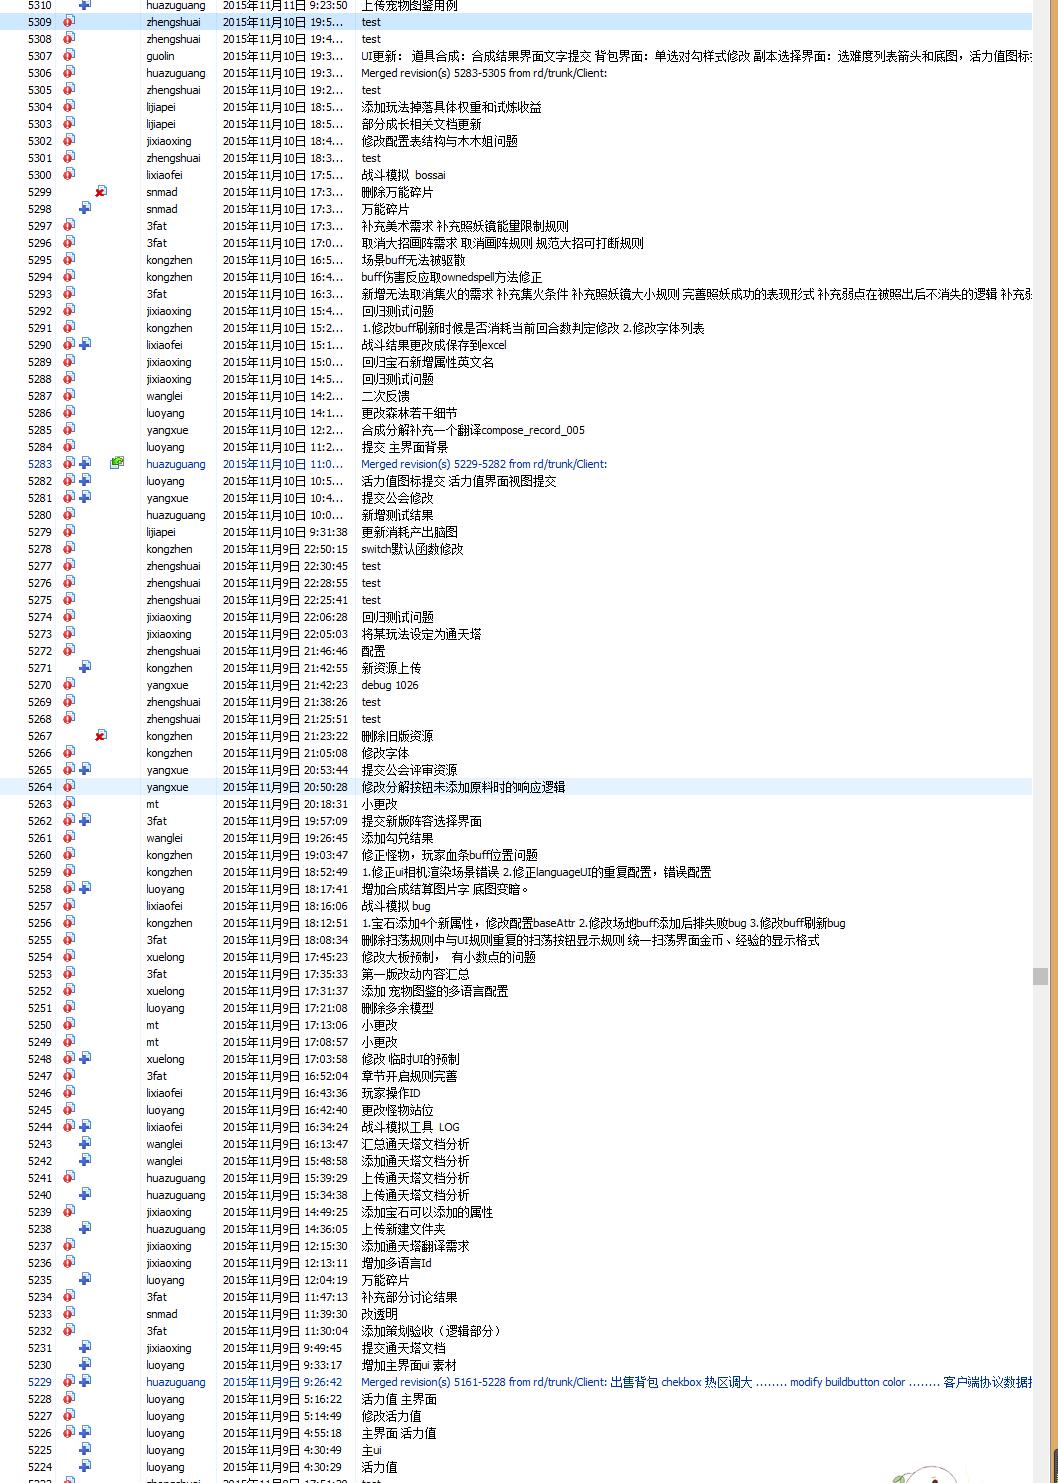 5310 huazuguang 2015年11月11日 9:23:50 上传宠物图鉴用例
5309 zhengshuai 2015年11月10日 19:5... test
5308 zhengshuai 2015年11月10日 19:4... test
5307 guolin 2015年11月10日 19:3... UI更新： 道具合成：合成结果界面文字提交 背包界面：单选对勾样式修改 副本选择界面：选难度列表箭头和底图，活力值图标
5306 huazuguang 2015年11月10日 19:3... Merged revision(s) 5283-5305 from rd/trunk/Client:
5305 zhengshuai 2015年11月10日 19:2... test
5304 lijiapei 2015年11月10日 18:5... 添加玩法掉落具体权重和试炼收益
5303 lijiapei 2015年11月10日 18:5... 部分成长相关文档更新
5302 jixiaoxing 2015年11月10日 18:4... 修改配置表结构与木木姐问题
5301 zhengshuai 2015年11月10日 18:3... test
5300 lixiaofei 2015年11月10日 17:5... 战斗模拟 bossai
5299 snmad 2015年11月10日 17:3... 删除万能碎片
5298 snmad 2015年11月10日 17:3... 万能碎片
5297 3fat 2015年11月10日 17:3... 补充美术需求 补充照妖镜能量限制规则
5296 3fat 2015年11月10日 17:0... 取消大招画阵需求 取消画阵规则 规范大招可打断规则
5295 kongzhen 2015年11月10日 16:5... 场景buff无法被驱散
5294 kongzhen 2015年11月10日 16:4... buff伤害反应取ownedspell方法修正
5293 3fat 2015年11月10日 16:3... 新增无法取消集火的需求 补充集火条件 补充照妖镜大小规则 完善照妖成功的表现形式 补充弱点在被照出后不消失的逻辑 补充弱
5292 jixiaoxing 2015年11月10日 15:4... 回归测试问题
5291 kongzhen 2015年11月10日 15:2... 1.修改buff刷新时候是否消耗当前回合数判定修改 2.修改字体列表
5290 lixiaofei 2015年11月10日 15:1... 战斗结果更改成保存到excel
5289 jixiaoxing 2015年11月10日 15:0... 回归宝石新增属性英文名
5288 jixiaoxing 2015年11月10日 14:5... 回归测试问题
5287 wanglei 2015年11月10日 14:2... 二次反馈
5286 luoyang 2015年11月10日 14:1... 更改森林若干细节
5285 yangxue 2015年11月10日 12:2... 合成分解补充一个翻译compose_record_005
5284 luoyang 2015年11月10日 11:2... 提交 主界面背景
5283 huazuguang 2015年11月10日 11:0... Merged revision(s) 5229-5282 from rd/trunk/Client:
5282 luoyang 2015年11月10日 10:5... 活力值图标提交 活力值界面视图提交
5281 yangxue 2015年11月10日 10:4... 提交公会修改
5280 huazuguang 2015年11月10日 10:0... 新增测试结果
5279 lijiapei 2015年11月10日 9:31:38 更新消耗产出脑图
5278 kongzhen 2015年11月9日 22:50:15 switch默认函数修改
5277 zhengshuai 2015年11月9日 22:30:45 test
5276 zhengshuai 2015年11月9日 22:28:55 test
5275 zhengshuai 2015年11月9日 22:25:41 test
5274 jixiaoxing 2015年11月9日 22:06:28 回归测试问题
5273 jixiaoxing 2015年11月9日 22:05:03 将某玩法设定为通天塔
5272 zhengshuai 2015年11月9日 21:46:46 配置
5271 kongzhen 2015年11月9日 21:42:55 新资源上传
5270 yangxue 2015年11月9日 21:42:23 debug 1026
5269 zhengshuai 2015年11月9日 21:38:26 test
5268 zhengshuai 2015年11月9日 21:25:51 test
5267 kongzhen 2015年11月9日 21:23:22 删除旧版资源
5266 kongzhen 2015年11月9日 21:05:08 修改字体
5265 yangxue 2015年11月9日 20:53:44 提交公会评审资源
5264 yangxue 2015年11月9日 20:50:28 修改分解按钮未添加原料时的响应逻辑
5263 mt 2015年11月9日 20:18:31 小更改
5262 3fat 2015年11月9日 19:57:09 提交新版阵容选择界面
5261 wanglei 2015年11月9日 19:26:45 添加勾兑结果
5260 kongzhen 2015年11月9日 19:03:47 修正怪物，玩家血条buff位置问题
5259 kongzhen 2015年11月9日 18:52:49 1.修正ui相机渲染场景错误 2.修正languageUI的重复配置，错误配置
5258 luoyang 2015年11月9日 18:17:41 增加合成结算图片字 底图变暗。
5257 lixiaofei 2015年11月9日 18:16:06 战斗模拟 bug
5256 kongzhen 2015年11月9日 18:12:51 1.宝石添加4个新属性，修改配置baseAttr 2.修改场地buff添加后排失败bug 3.修改buff刷新bug
5255 3fat 2015年11月9日 18:08:34 删除扫荡规则中与UI规则重复的扫荡按钮显示规则 统一扫荡界面金币、经验的显示格式
5254 xuelong 2015年11月9日 17:45:23 修改大板预制， 有小数点的问题
5253 3fat 2015年11月9日 17:35:33 第一版改动内容汇总
5252 xuelong 2015年11月9日 17:31:37 添加 宠物图鉴的多语言配置
5251 luoyang 2015年11月9日 17:21:08 删除多余模型
5250 mt 2015年11月9日 17:13:06 小更改
5249 mt 2015年11月9日 17:08:57 小更改
5248 xuelong 2015年11月9日 17:03:58 修改 临时UI的预制
5247 3fat 2015年11月9日 16:52:04 章节开启规则完善
5246 lixiaofei 2015年11月9日 16:43:36 玩家操作ID
5245 luoyang 2015年11月9日 16:42:40 更改怪物站位
5244 lixiaofei 2015年11月9日 16:34:24 战斗模拟工具 LOG
5243 wanglei 2015年11月9日 16:13:47 汇总通天塔文档分析
5242 wanglei 2015年11月9日 15:48:58 添加通天塔文档分析
5241 huazuguang 2015年11月9日 15:39:29 上传通天塔文档分析
5240 huazuguang 2015年11月9日 15:34:38 上传通天塔文档分析
5239 jixiaoxing 2015年11月9日 14:49:25 添加宝石可以添加的属性
5238 huazuguang 2015年11月9日 14:36:05 上传新建文件夹
5237 jixiaoxing 2015年11月9日 12:15:30 添加通天塔翻译需求
5236 jixiaoxing 2015年11月9日 12:13:11 增加多语言Id
5235 luoyang 2015年11月9日 12:04:19 万能碎片
5234 3fat 2015年11月9日 11:47:13 补充部分讨论结果
5233 snmad 2015年11月9日 11:39:30 改透明
5232 3fat 2015年11月9日 11:30:04 添加策划验收（逻辑部分）
5231 jixiaoxing 2015年11月9日 9:49:45 提交通天塔文档
5230 luoyang 2015年11月9日 9:33:17 增加主界面ui 素材
5229 huazuguang 2015年11月9日 9:26:42 Merged revision(s) 5161-5228 from rd/trunk/Client: 出售背包 chekbox 热区调大 ........ modify buildbutton color ........ 客户端协议数据
5228 luoyang 2015年11月9日 5:16:22 活力值 主界面
5227 luoyang 2015年11月9日 5:14:49 修改活力值
5226 luoyang 2015年11月9日 4:55:18 主界面 活力值
5225 luoyang 2015年11月9日 4:30:49 主ui
5224 luoyang 2015年11月9日 4:30:29 活力值